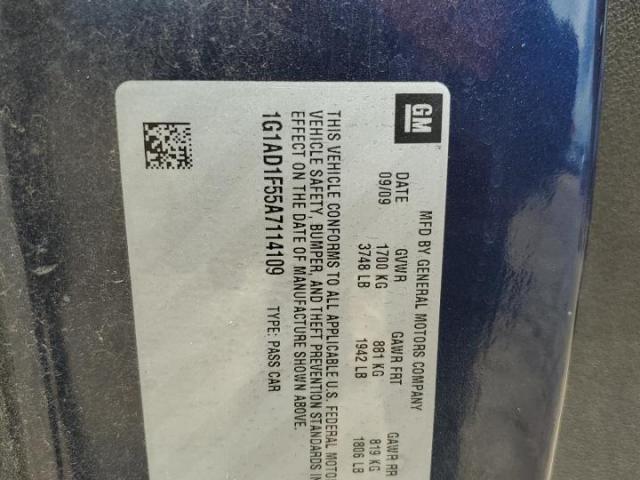 GM
MFD BY GENERAL MOTORS COMPANY
DATE GVWR GAWR FRT GAWR RR
09/09 1700 KG 881 KG 819 KG
3748 LB 1942 LB 1806 LB
THIS VEHICLE CONFORMS TO ALL APPLICABLE U.S. FEDERAL MOTO
VEHICLE SAFETY, BUMPER, AND THEFT PREVENTION STANDARDS IN
EFFECT ON THE DATE OF MANUFACTURE SHOWN ABOVE.
1G1AD1F55A7114109 TYPE: PASS CAR